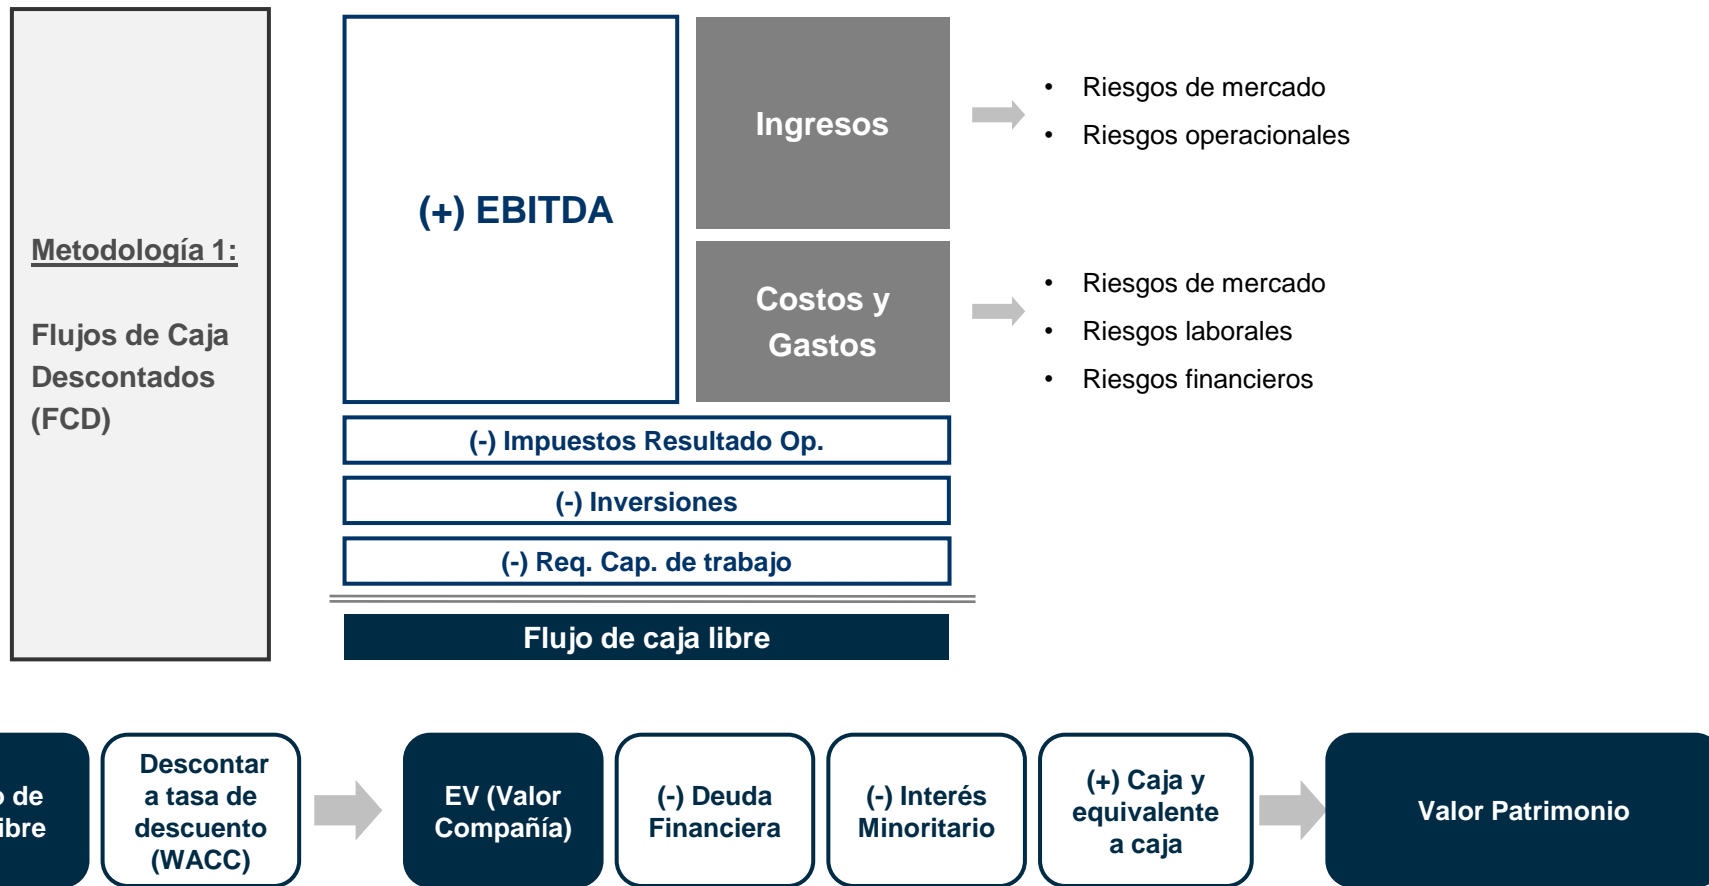 Metodología 1:
Flujos de Caja
Descontados
(FCD)
(+) EBITDA
Ingresos
• Riesgos de mercado
• Riesgos operacionales
Costos y
Gastos
• Riesgos de mercado
• Riesgos laborales
• Riesgos financieros
(-) Impuestos Resultado Op.
(-) Inversiones
(-) Req. Cap. de trabajo
Flujo de caja libre
de
Descontar
a tasa de
descuento
(WACC)
EV (Valor
Compañía)
(-) Deuda
Financiera
(-) Interés
Minoritario
(+) Caja y
equivalente
a caja
Valor Patrimonio